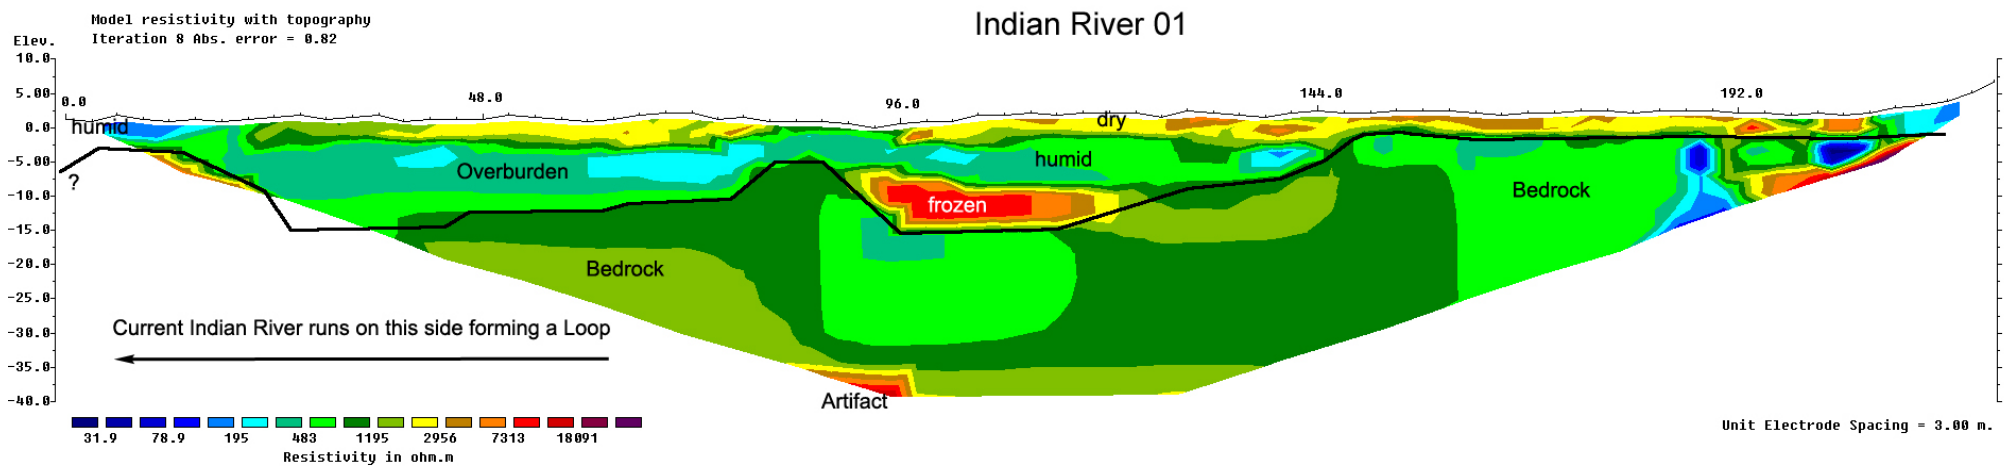 Indian River 01
Model resistivity with topography
Iteration 8 Abs. error = 0.82
Elev.
10.0
5.00
0.0
-5.00
-10.0
-15.0
-20.0
-25.0
-30.0
-35.0
-40.0
0.0
48.0
96.0
144.0
192.0
humid
dry
humid
Overburden
?
frozen
Bedrock
Bedrock
Current Indian River runs on this side forming a Loop
Artifact
31.9 78.9 195 483 1195 2956 7313 18091
Resistivity in ohm.m
Unit Electrode Spacing = 3.00 m.